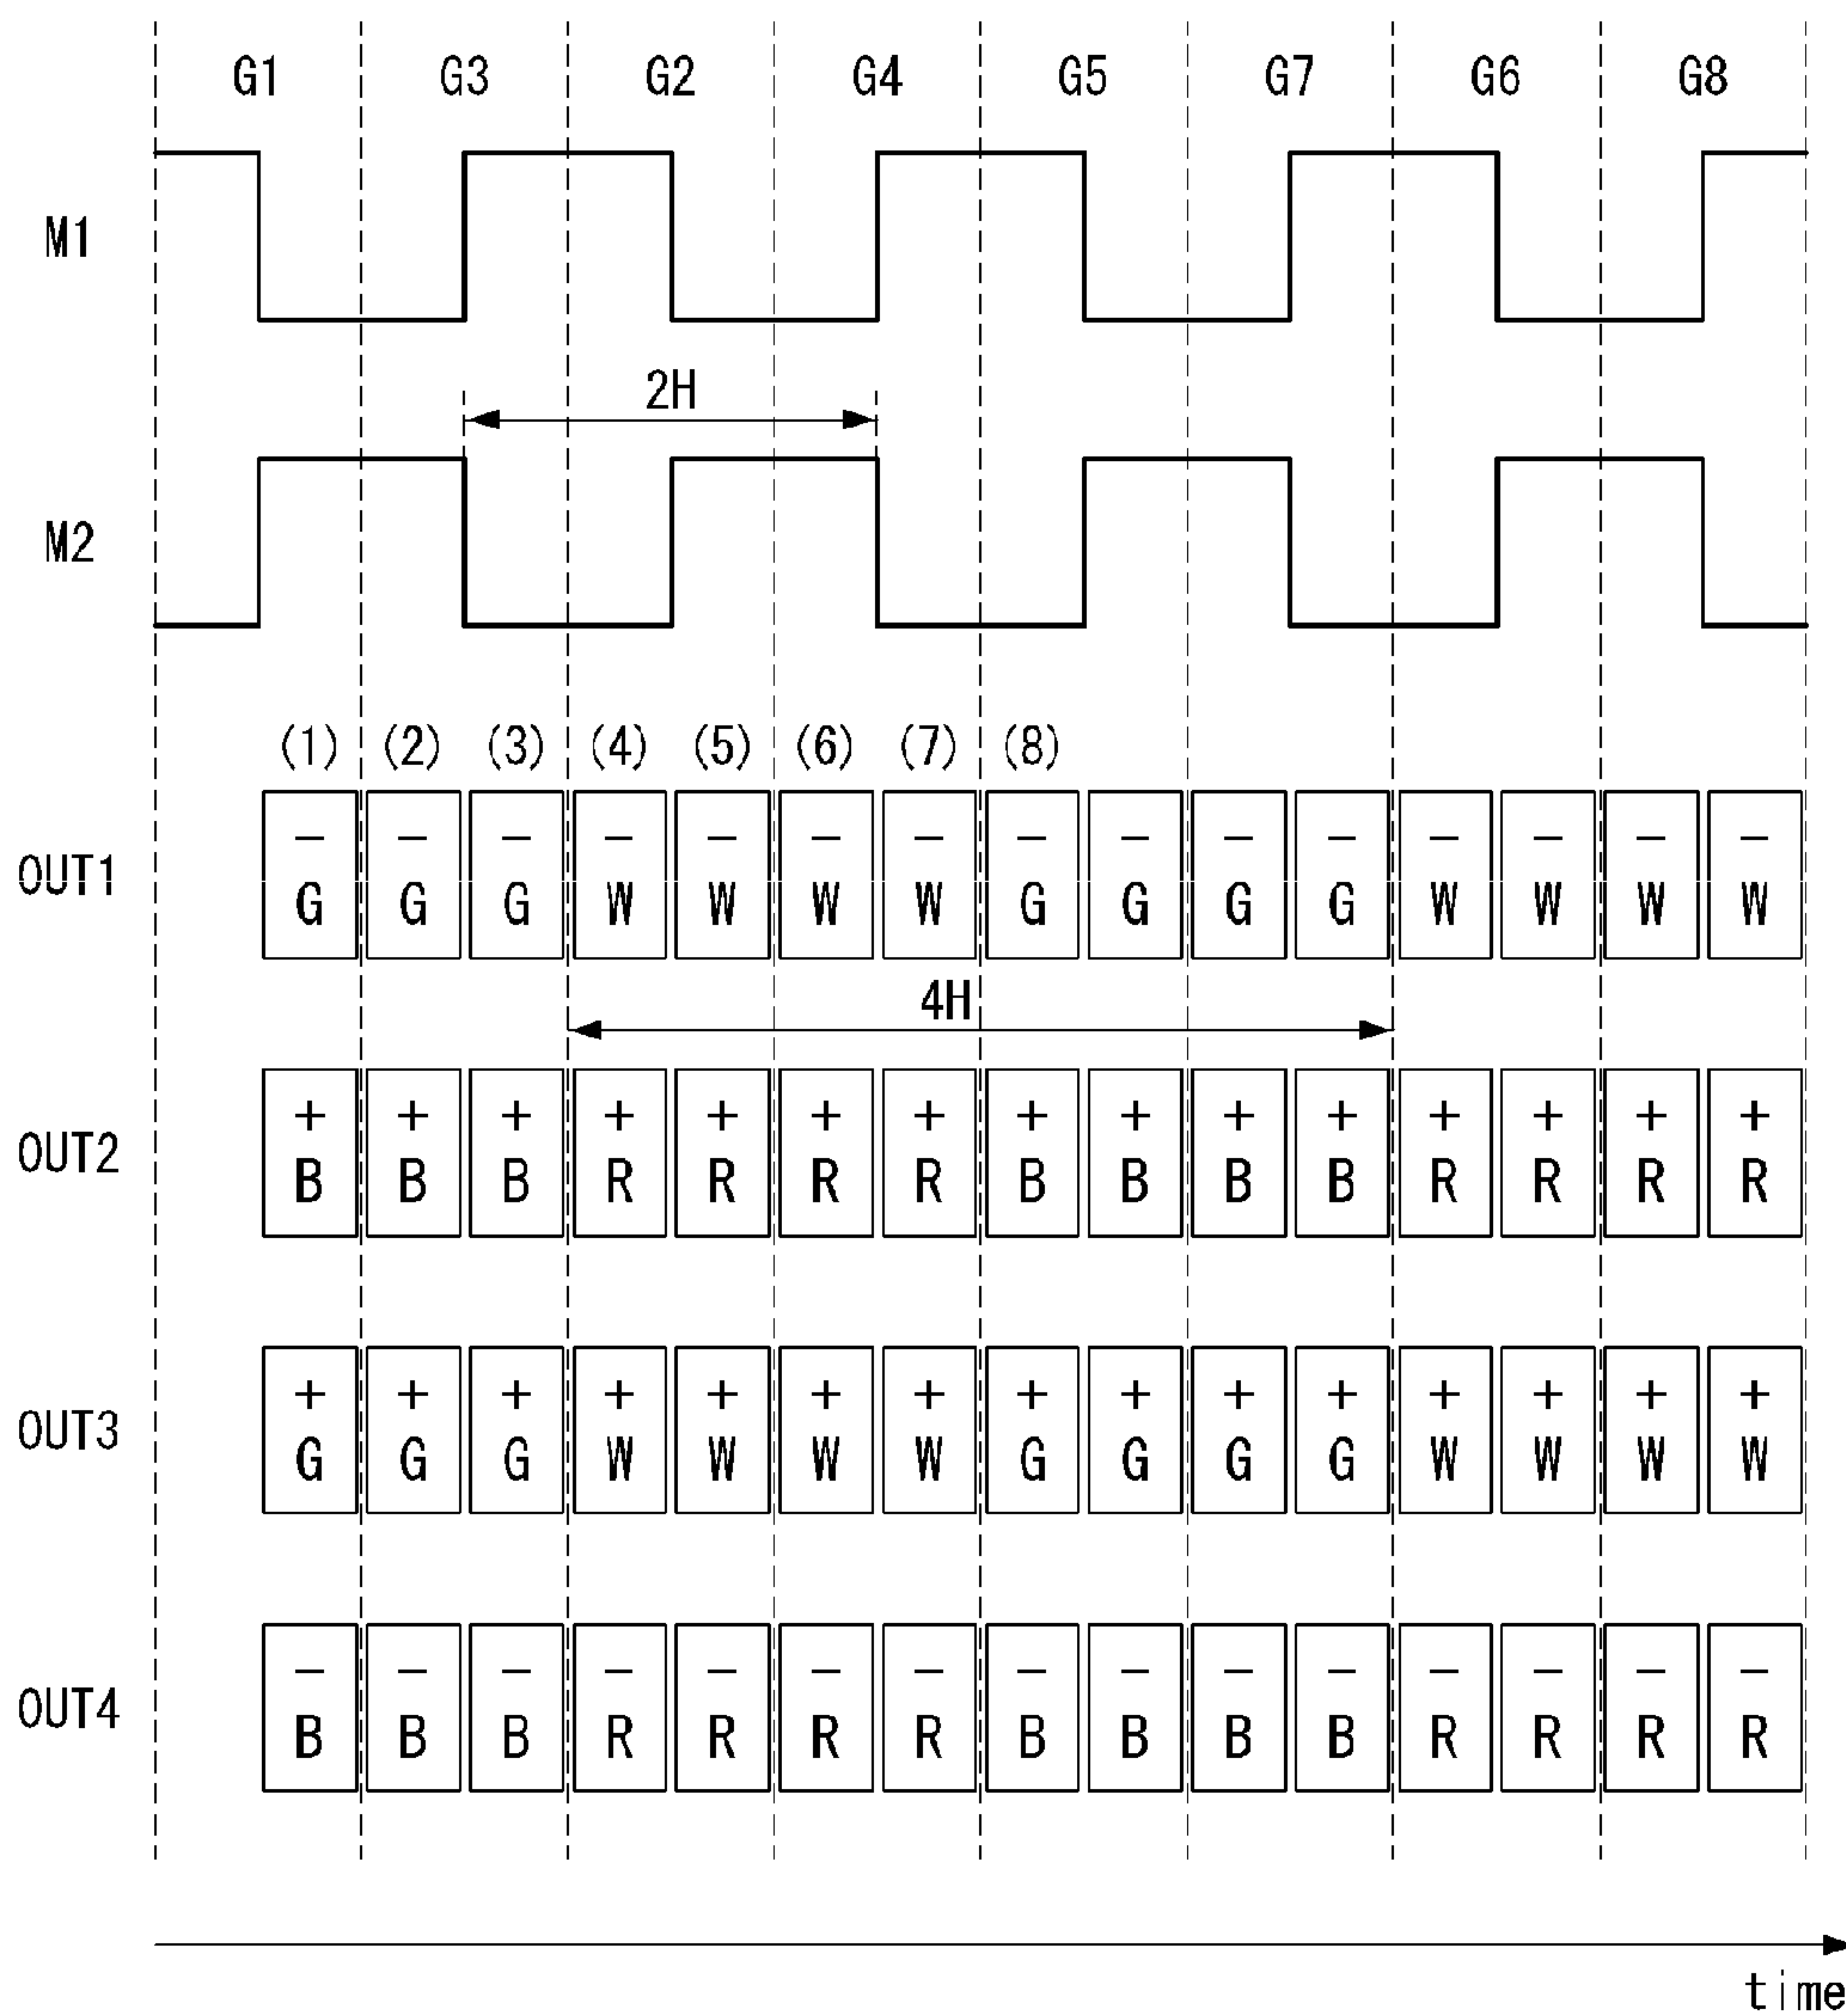 G1 G3 G2 G4 G5 G7 G6 G8
M1
2H
M2
(1) (2) (3) (4) (5) (6) (7) (8)
− − − − − − − − − − − − − − −
OUT1
G G G W W W W G G G G W W W W
4H
+ + + + + + + + + + + + + + +
OUT2
B B B R R R R B B B B R R R R
+ + + + + + + + + + + + + + +
OUT3
G G G W W W W G G G G W W W W
− − − − − − − − − − − − − − −
OUT4
B B B R R R R B B B B R R R R
time